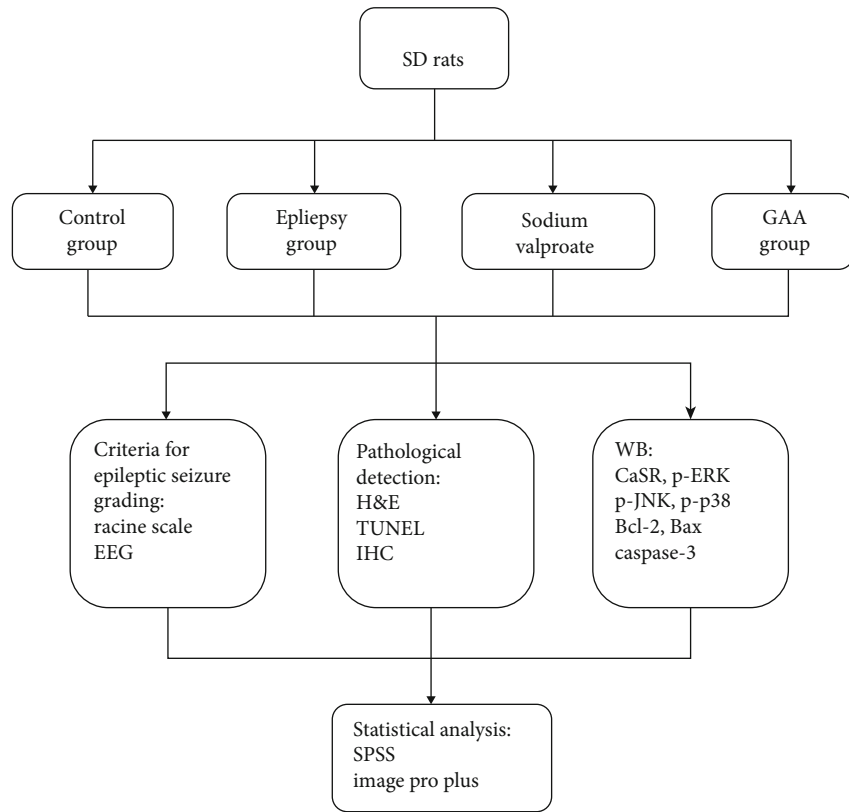 SD rats
Control
group
Epliepsy
group
Sodium
valproate
GAA
group
Criteria for
epileptic seizure
grading:
racine scale
EEG
Pathological
detection:
H&E
TUNEL
IHC
WB:
CaSR, p-ERK
p-JNK, p-p38
Bcl-2, Bax
caspase-3
Statistical analysis:
SPSS
image pro plus